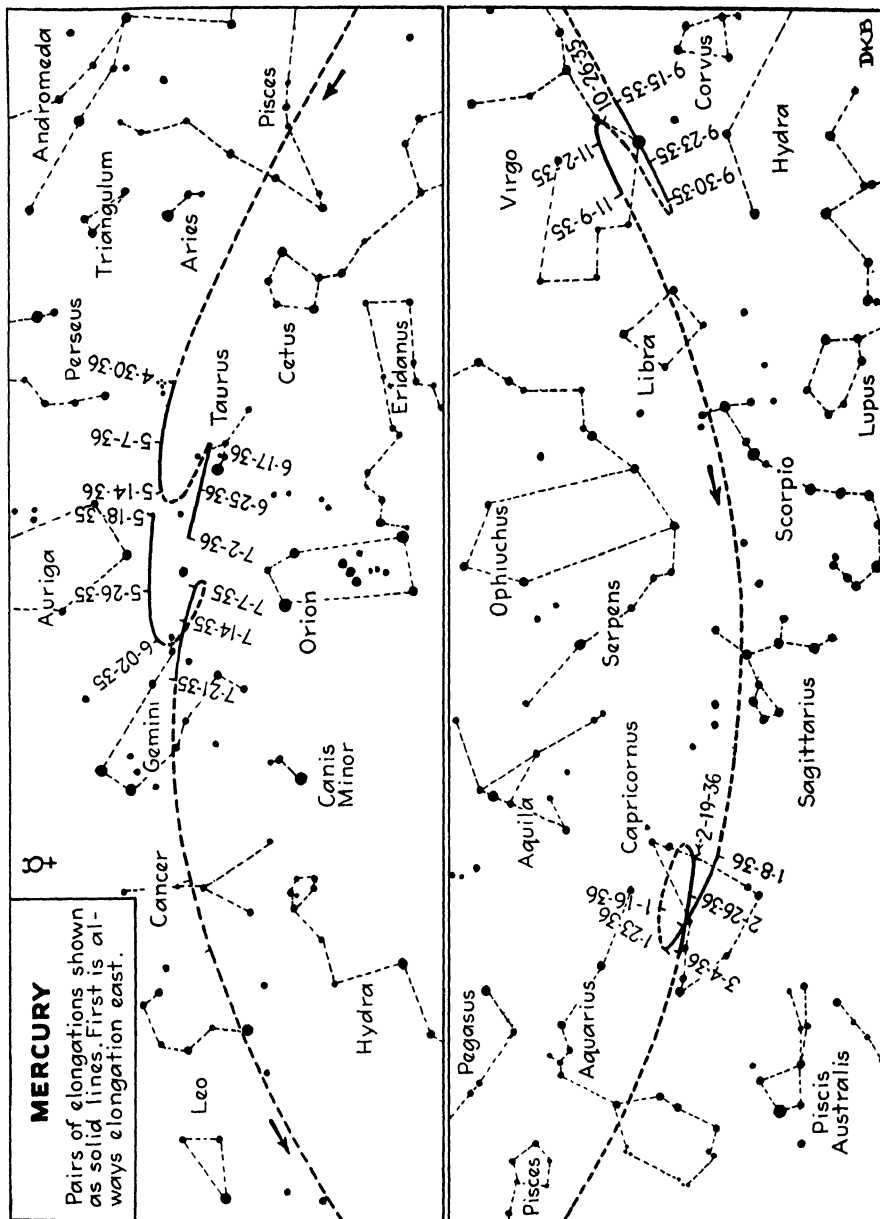 MERCURY
Pairs of elongations shown
as solid lines. First is al-
ways elongation east.
☿
Andromeda
Pisces
Triangulum
Aries
Perseus
Cetus
4-30-36
Taurus
Eridanus
5-7-36
5-14-36
6-17-36
6-25-36
7-2-36
5-18-35
Auriga
5-26-35
6-02-35
7-7-35
7-14-35
7-21-35
Orion
Gemini
Canis
Minor
Cancer
Hydra
Leo
DKB
Corvus
9-15-35
10-26-35
9-23-35
9-30-35
Hydra
Virgo
11-2-35
11-9-35
Libra
Lupus
Scorpio
Ophiuchus
Serpens
Sagittarius
Aquila
Capricornus
2-19-36
1-8-36
1-16-36
1-23-36
2-26-36
3-4-36
Pegasus
Aquarius
Piscis
Australis
Pisces